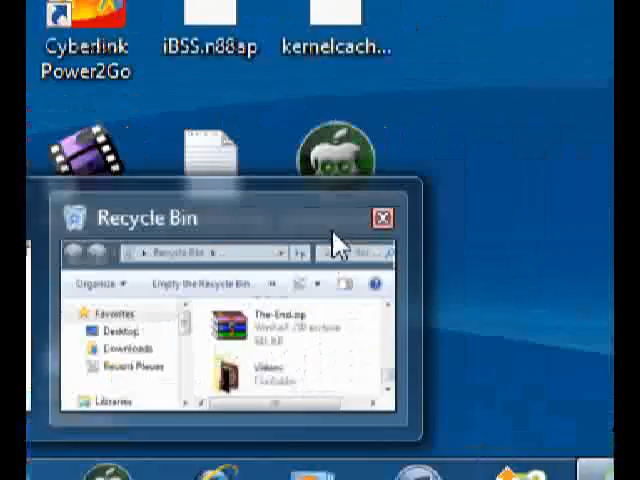 Cyberlink
Power2Go
iBSS.n88ap
kernelcach...
Recycle Bin
Recycle Bin
Organize
Empty the Recycle Bin
Favorites
The-End.zip
WinRAR ZIP archive
Desktop
Downloads
Recent Places
Videos
File folder
Libraries